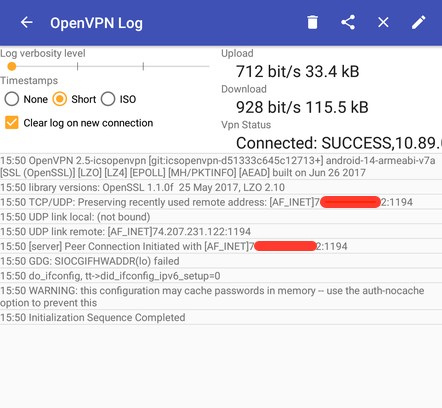 OpenVPN Log
Log verbosity level
Upload
712 bit/s 33.4 kB
Timestamps
Download
None
Short
ISO
928 bit/s 115.5 kB
Clear log on new connection
Vpn Status
Connected: SUCCESS,10.89.
15:50 OpenVPN 2.5-icsopenvpn [git:icsopenvpn-d51333c645c12713+] android-14-armeabi-v7a
[SSL (OpenSSL)] [LZO] [LZ4] [EPOLL] [MH/PKTINFO] [AEAD] built on Jun 26 2017
15:50 library versions: OpenSSL 1.1.0f  25 May 2017, LZO 2.10
15:50 TCP/UDP: Preserving recently used remote address: [AF_INET]7 2:1194
15:50 UDP link local: (not bound)
15:50 UDP link remote: [AF_INET]74.207.231.122:1194
15:50 [server] Peer Connection Initiated with [AF_INET]7 2:1194
15:50 GDG: SIOCGIFHWADDR(lo) failed
15:50 do_ifconfig, tt->did_ifconfig_ipv6_setup=0
15:50 WARNING: this configuration may cache passwords in memory -- use the auth-nocache
option to prevent this
15:50 Initialization Sequence Completed